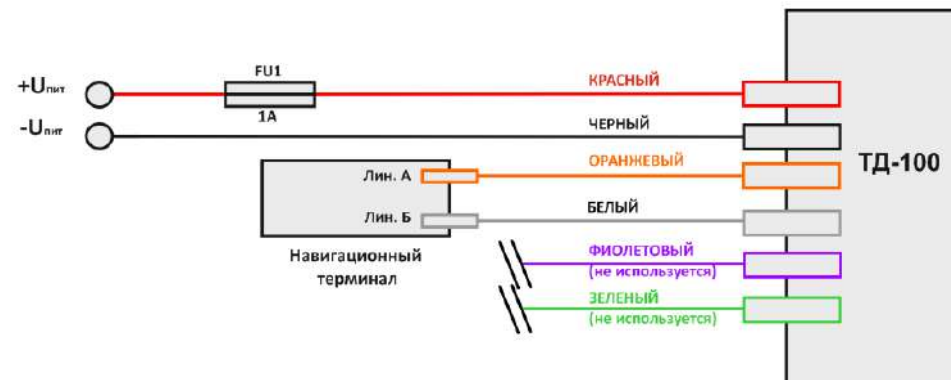 +Uпит
FU1
1А
КРАСНЫЙ
-Uпит
ЧЕРНЫЙ
ТД-100
Лин. А
ОРАНЖЕВЫЙ
Лин. Б
БЕЛЫЙ
Навигационный
терминал
ФИОЛЕТОВЫЙ
(не используется)
ЗЕЛЕНЫЙ
(не используется)